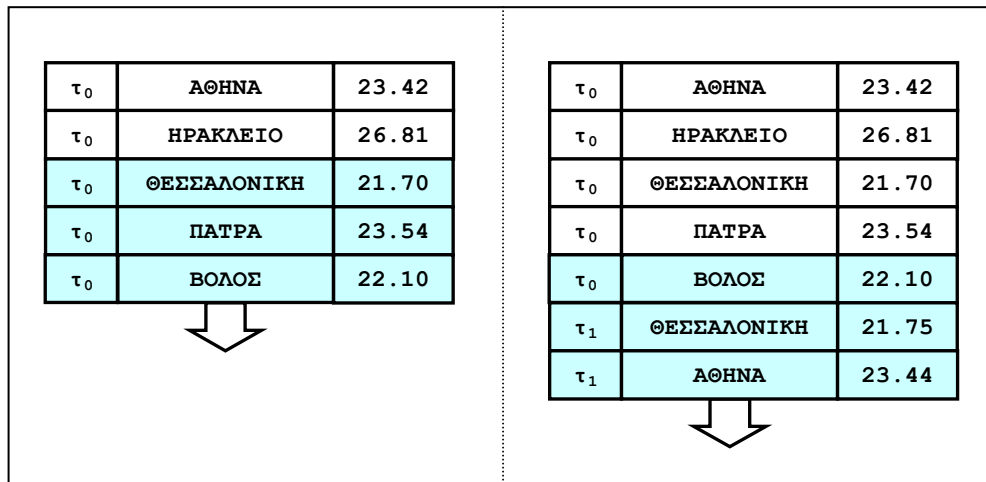 τ₀ ΑΘΗΝΑ 23.42
τ₀ ΗΡΑΚΛΕΙΟ 26.81
τ₀ ΘΕΣΣΑΛΟΝΙΚΗ 21.70
τ₀ ΠΑΤΡΑ 23.54
τ₀ ΒΟΛΟΣ 22.10
τ₀ ΑΘΗΝΑ 23.42
τ₀ ΗΡΑΚΛΕΙΟ 26.81
τ₀ ΘΕΣΣΑΛΟΝΙΚΗ 21.70
τ₀ ΠΑΤΡΑ 23.54
τ₀ ΒΟΛΟΣ 22.10
τ₁ ΘΕΣΣΑΛΟΝΙΚΗ 21.75
τ₁ ΑΘΗΝΑ 23.44